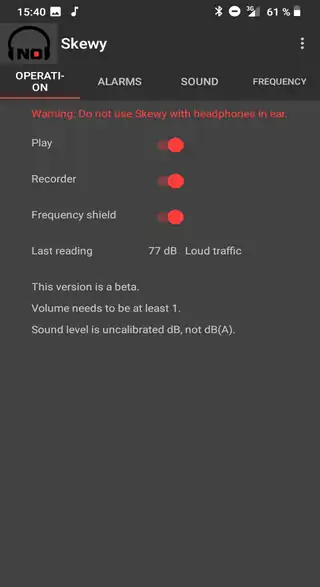 15:40 3G 61 %
NO Skewy
OPERATI-
ON ALARMS SOUND FREQUENCY
Warning: Do not use Skewy with headphones in ear.
Play
Recorder
Frequency shield
Last reading 77 dB Loud traffic
This version is a beta.
Volume needs to be at least 1.
Sound level is uncalibrated dB, not dB(A).